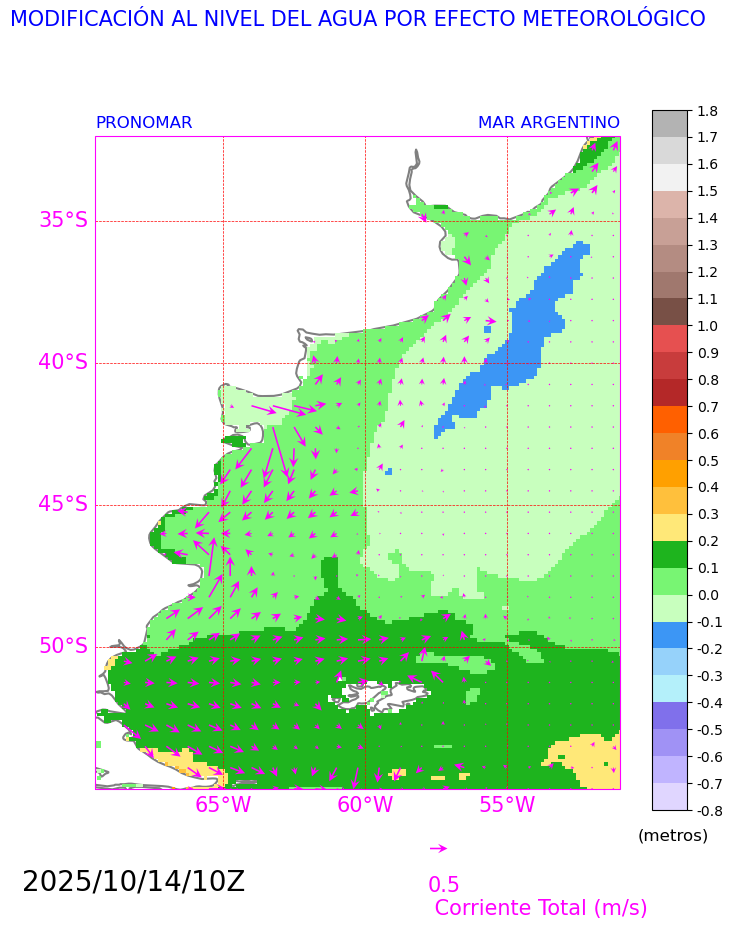 MODIFICACIÓN AL NIVEL DEL AGUA POR EFECTO METEOROLÓGICO
PRONOMAR
MAR ARGENTINO
35°S
40°S
45°S
50°S
65°W
60°W
55°W
1.8
1.7
1.6
1.5
1.4
1.3
1.2
1.1
1.0
0.9
0.8
0.7
0.6
0.5
0.4
0.3
0.2
0.1
0.0
-0.1
-0.2
-0.3
-0.4
-0.5
-0.6
-0.7
-0.8
(metros)
2025/10/14/10Z
0.5
Corriente Total (m/s)